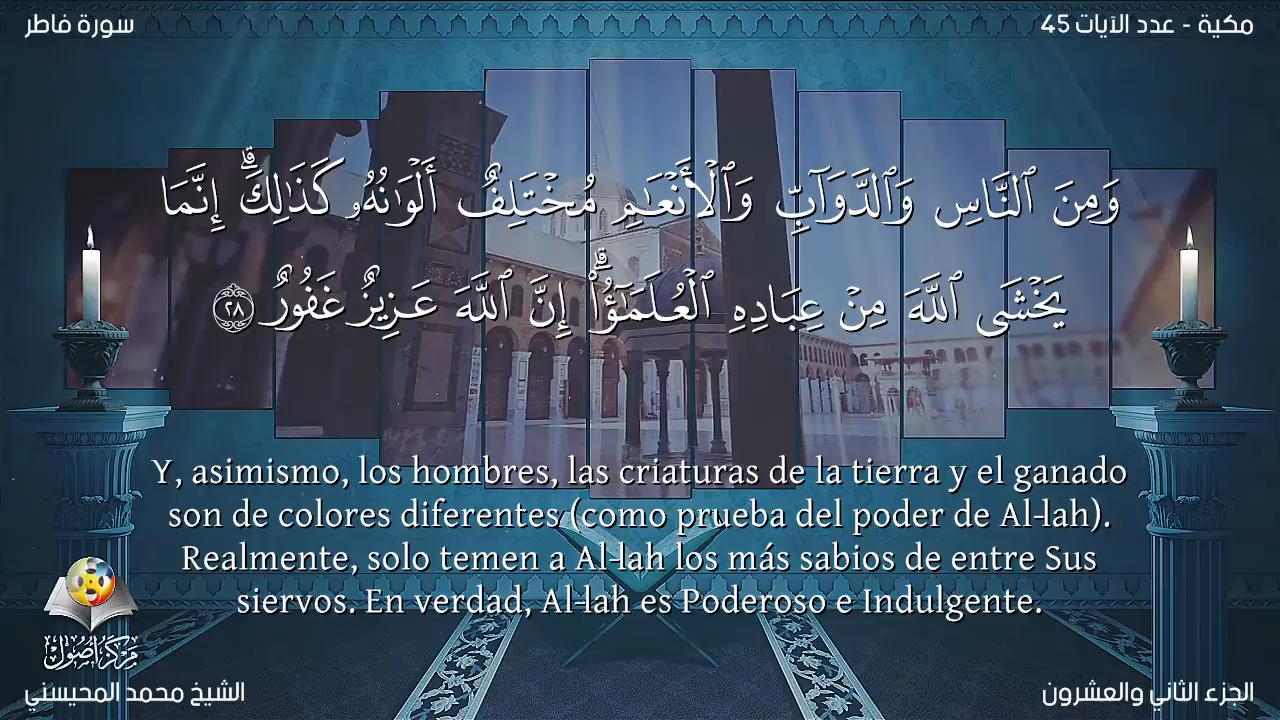 سورة فاطر
مكية - عدد الآيات 45
وَمِنَ ٱلنَّاسِ وَٱلدَّوَآبِّ وَٱلْأَنْعَـٰمِ مُخْتَلِفٌ أَلْوَٰنُهُۥ كَذَٰلِكَ ۗ إِنَّمَا
يَخْشَى ٱللَّهَ مِنْ عِبَادِهِ ٱلْعُلَمَـٰٓؤُا۟ ۗ إِنَّ ٱللَّهَ عَزِيزٌ غَفُورٌ ٢٨
Y, asimismo, los hombres, las criaturas de la tierra y el ganado
son de colores diferentes (como prueba del poder de Al-lah).
Realmente, solo temen a Al-lah los más sabios de entre Sus
siervos. En verdad, Al-lah es Poderoso e Indulgente.
مركز أصول
الشيخ محمد المحيسني
الجزء الثاني والعشرون